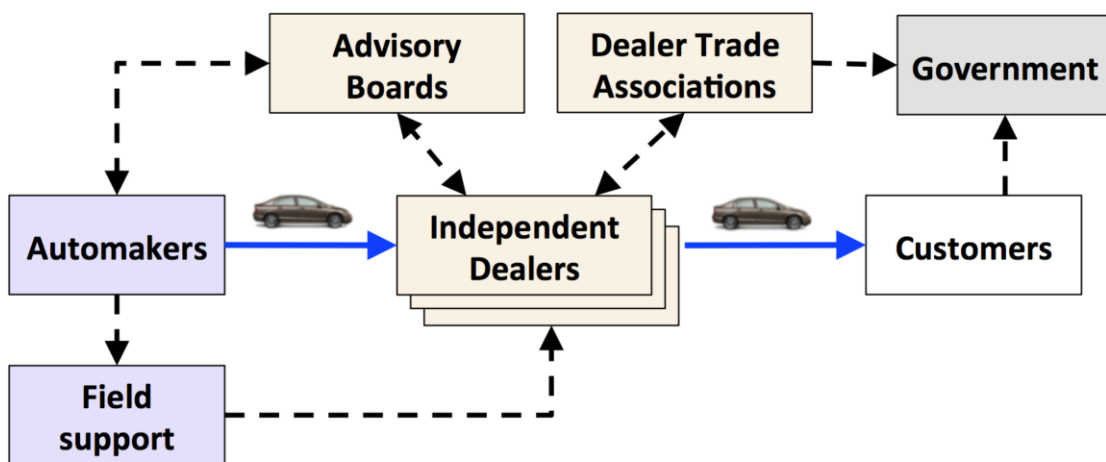 Advisory
Boards
Dealer Trade
Associations
Government
Automakers
Independent
Dealers
Customers
Field
support